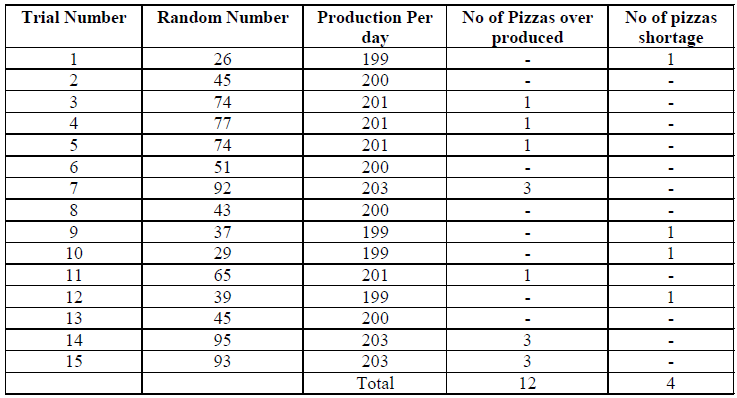 Trial Number Random Number Production Per day No of Pizzas over produced No of pizzas shortage
1 26 199 - 1
2 45 200 - -
3 74 201 1 -
4 77 201 1 -
5 74 201 1 -
6 51 200 - -
7 92 203 3 -
8 43 200 - -
9 37 199 - 1
10 29 199 - 1
11 65 201 1 -
12 39 199 - 1
13 45 200 - -
14 95 203 3 -
15 93 203 3 -
Total 12 4